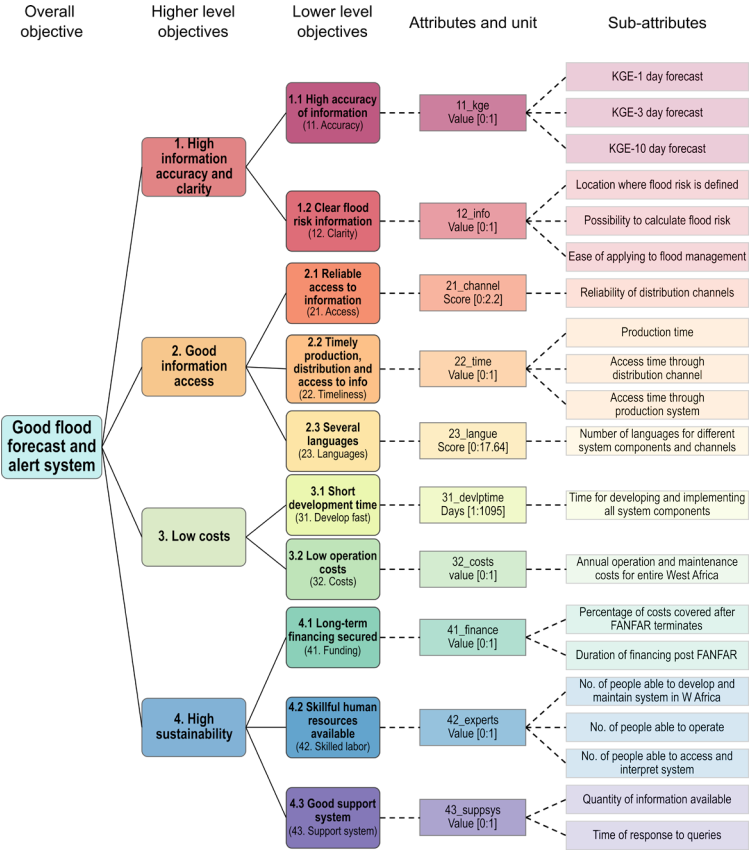 Overall
objective
Higher level
objectives
Lower level
objectives
Attributes and unit
Sub-attributes
Good flood
forecast and
alert system
1. High
information
accuracy and
clarity
1.1 High accuracy
of information
(11. Accuracy)
11_kge
Value [0:1]
KGE-1 day forecast
KGE-3 day forecast
KGE-10 day forecast
1.2 Clear flood
risk information
(12. Clarity)
12_info
Value [0:1]
Location where flood risk is defined
Possibility to calculate flood risk
Ease of applying to flood management
2. Good
information
access
2.1 Reliable
access to
information
(21. Access)
21_channel
Score [0:2.2]
Reliability of distribution channels
2.2 Timely
production,
distribution and
access to info
(22. Timeliness)
22_time
Value [0:1]
Production time
Access time through
distribution channel
Access time through
production system
2.3 Several
languages
(23. Languages)
23_langue
Score [0:17.64]
Number of languages for different
system components and channels
3. Low costs
3.1 Short
development time
(31. Develop fast)
31_devlptime
Days [1:1095]
Time for developing and implementing
all system components
3.2 Low operation
costs
(32. Costs)
32_costs
value [0:1]
Annual operation and maintenance
costs for entire West Africa
4. High
sustainability
4.1 Long-term
financing secured
(41. Funding)
41_finance
Value [0:1]
Percentage of costs covered after
FANFAR terminates
Duration of financing post FANFAR
4.2 Skillful human
resources
available
(42. Skilled labor)
42_experts
Value [0:1]
No. of people able to develop and
maintain system in W Africa
No. of people able to operate
No. of people able to access and
interpret system
4.3 Good support
system
(43. Support system)
43_suppsys
Value [0:1]
Quantity of information available
Time of response to queries